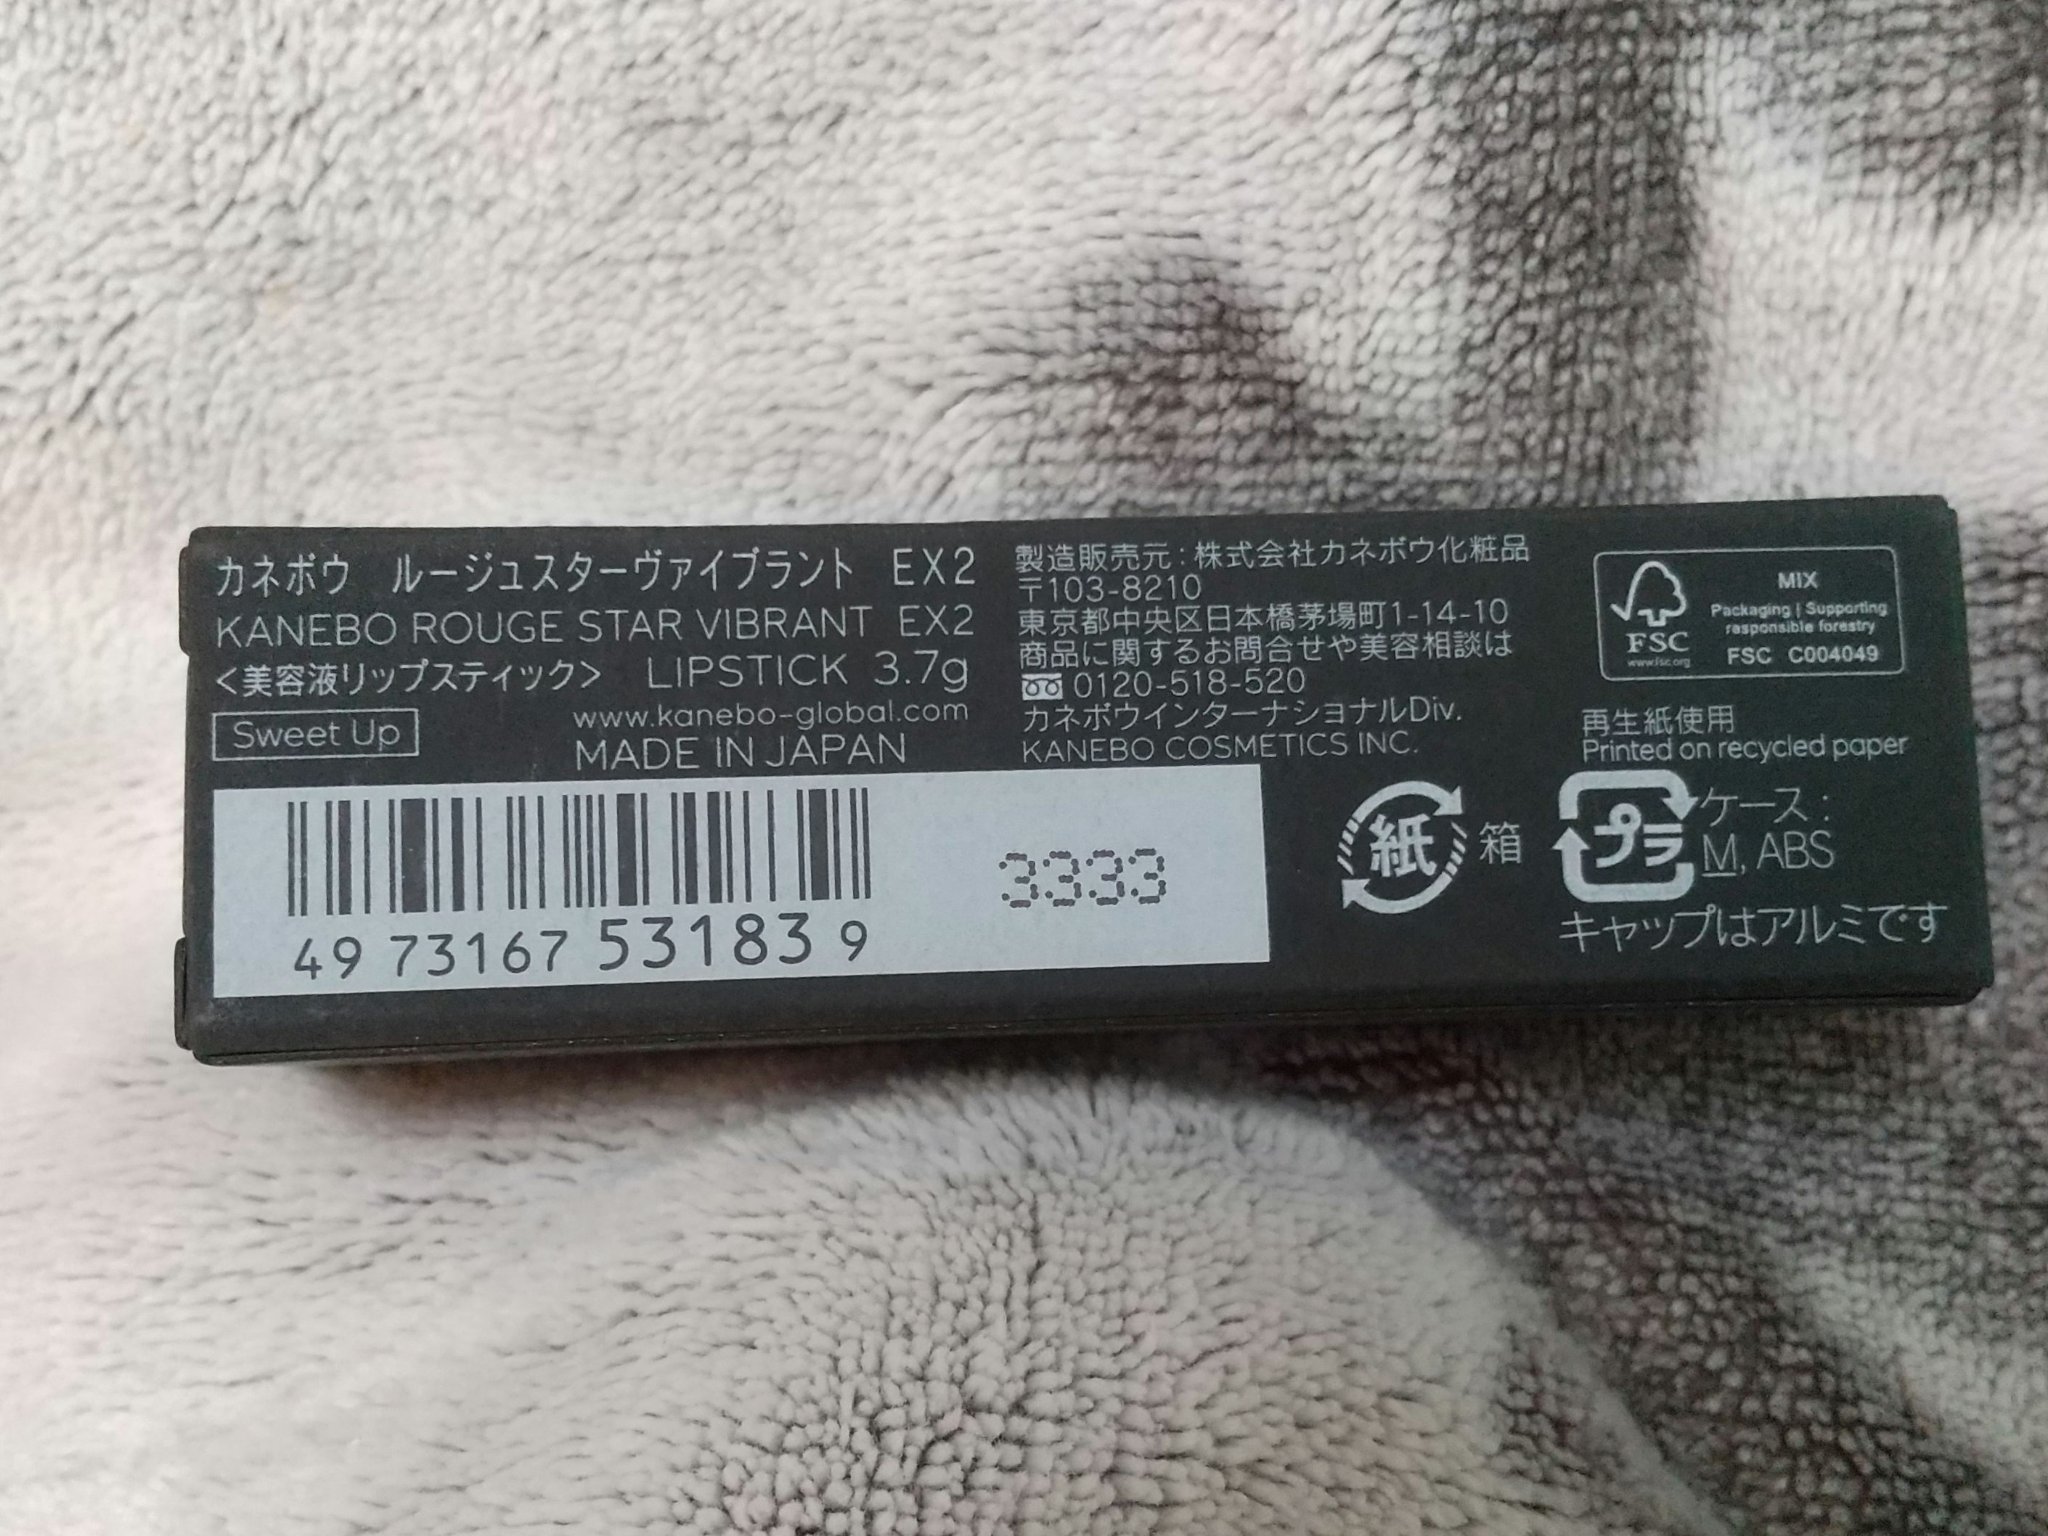 カネボウ ルージュスターヴァイブラント EX2
KANEBO ROUGE STAR VIBRANT EX2
<美容液リップスティック> LIPSTICK 3.7g
Sweet Up
www.kanebo-global.com
MADE IN JAPAN
49 73167 53183 9
3333
製造販売元:株式会社カネボウ化粧品
〒103-8210
東京都中央区日本橋茅場町1-14-10
商品に関するお問合せや美容相談は
0120-518-520
カネボウインターナショナルDiv.
KANEBO COSMETICS INC.
FSC
www.fsc.org
MIX
Packaging | Supporting
responsible forestry
FSC C004049
再生紙使用
Printed on recycled paper
紙 箱
プラ ケース:
M, ABS
キャップはアルミです